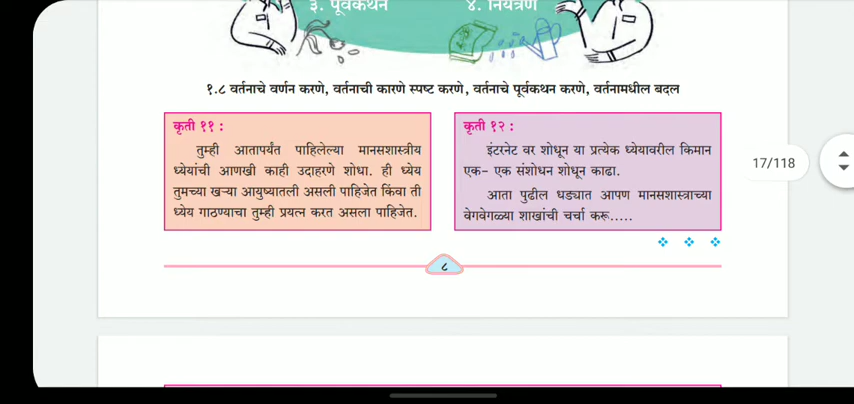 ३. पूर्वकथन
४. नियंत्रण
१.८ वर्तनाचे वर्णन करणे, वर्तनाची कारणे स्पष्ट करणे, वर्तनाचे पूर्वकथन करणे, वर्तनामधील बदल
कृती ११ :
तुम्ही आतापर्यंत पाहिलेल्या मानसशास्त्रीय
ध्येयांची आणखी काही उदाहरणे शोधा. ही ध्येय
तुमच्या खऱ्या आयुष्यातली असली पाहिजेत किंवा ती
ध्येय गाठण्याचा तुम्ही प्रयत्न करत असला पाहिजेत.
कृती १२ :
इंटरनेट वर शोधून या प्रत्येक ध्येयावरील किमान
एक- एक संशोधन शोधून काढा.
आता पुढील धड्यात आपण मानसशास्त्राच्या
वेगवेगळ्या शाखांची चर्चा करू.....
17/118
८